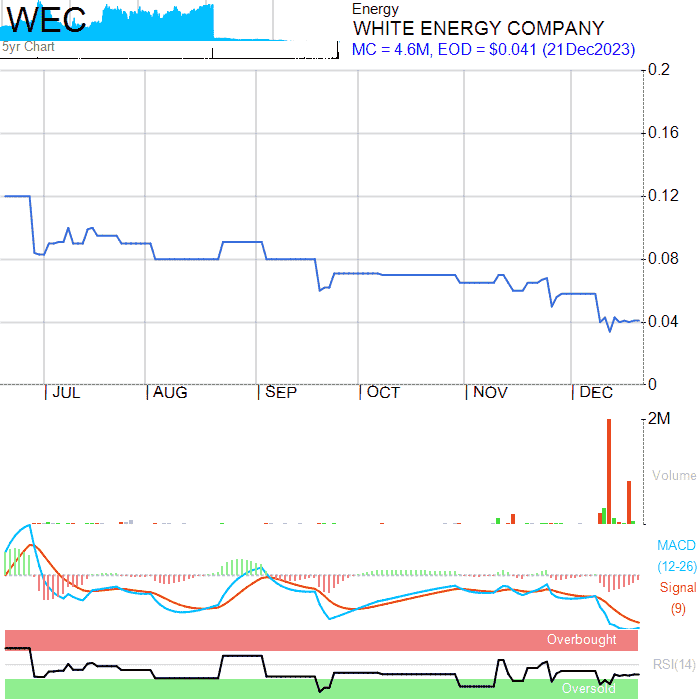 WEC
5yr Chart
Energy
WHITE ENERGY COMPANY
MC = 4.6M, EOD = $0.041 (21Dec2023)
0.2
0.16
0.12
0.08
0.04
0
JUL AUG SEP OCT NOV DEC
2M
Volume
MACD
(12-26)
Signal
(9)
Overbought
RSI(14)
Oversold